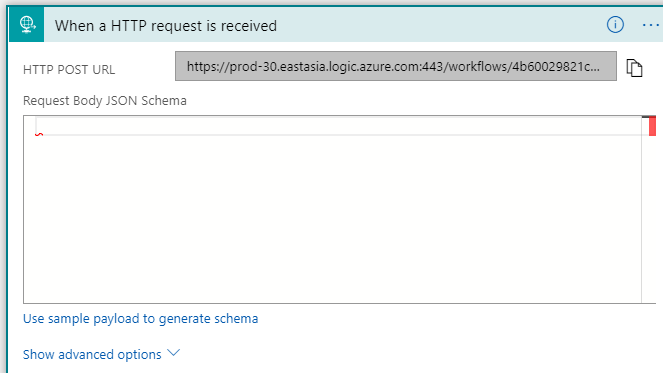 When a HTTP request is received
HTTP POST URL https://prod-30.eastasia.logic.azure.com:443/workflows/4b60029821c...
Request Body JSON Schema
Use sample payload to generate schema
Show advanced options